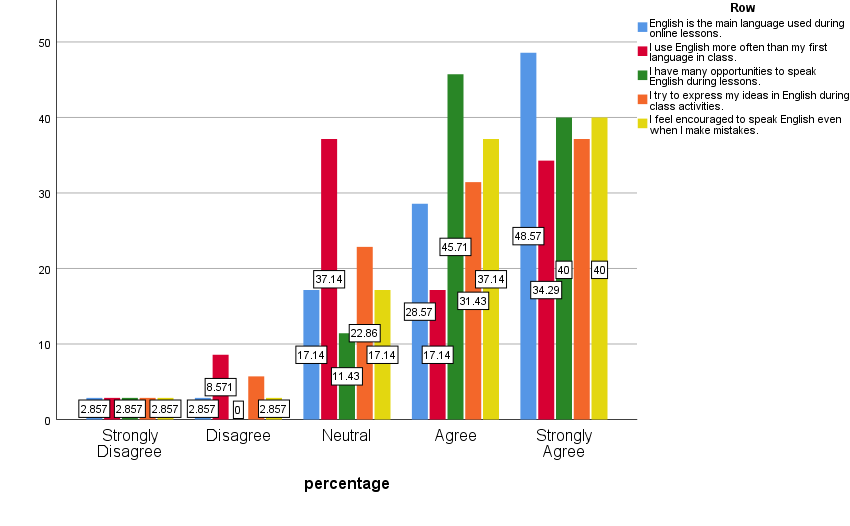 Row
English is the main language used during
online lessons.
I use English more often than my first
language in class.
I have many opportunities to speak
English during lessons.
I try to express my ideas in English during
class activities.
I feel encouraged to speak English even
when I make mistakes.
50
40
30
20
10
0
2.857
2.857
2.857
2.857
8.571
0
2.857
17.14
37.14
11.43
22.86
17.14
28.57
17.14
45.71
31.43
37.14
48.57
34.29
40
40
Strongly
Disagree
Disagree
Neutral
Agree
Strongly
Agree
percentage